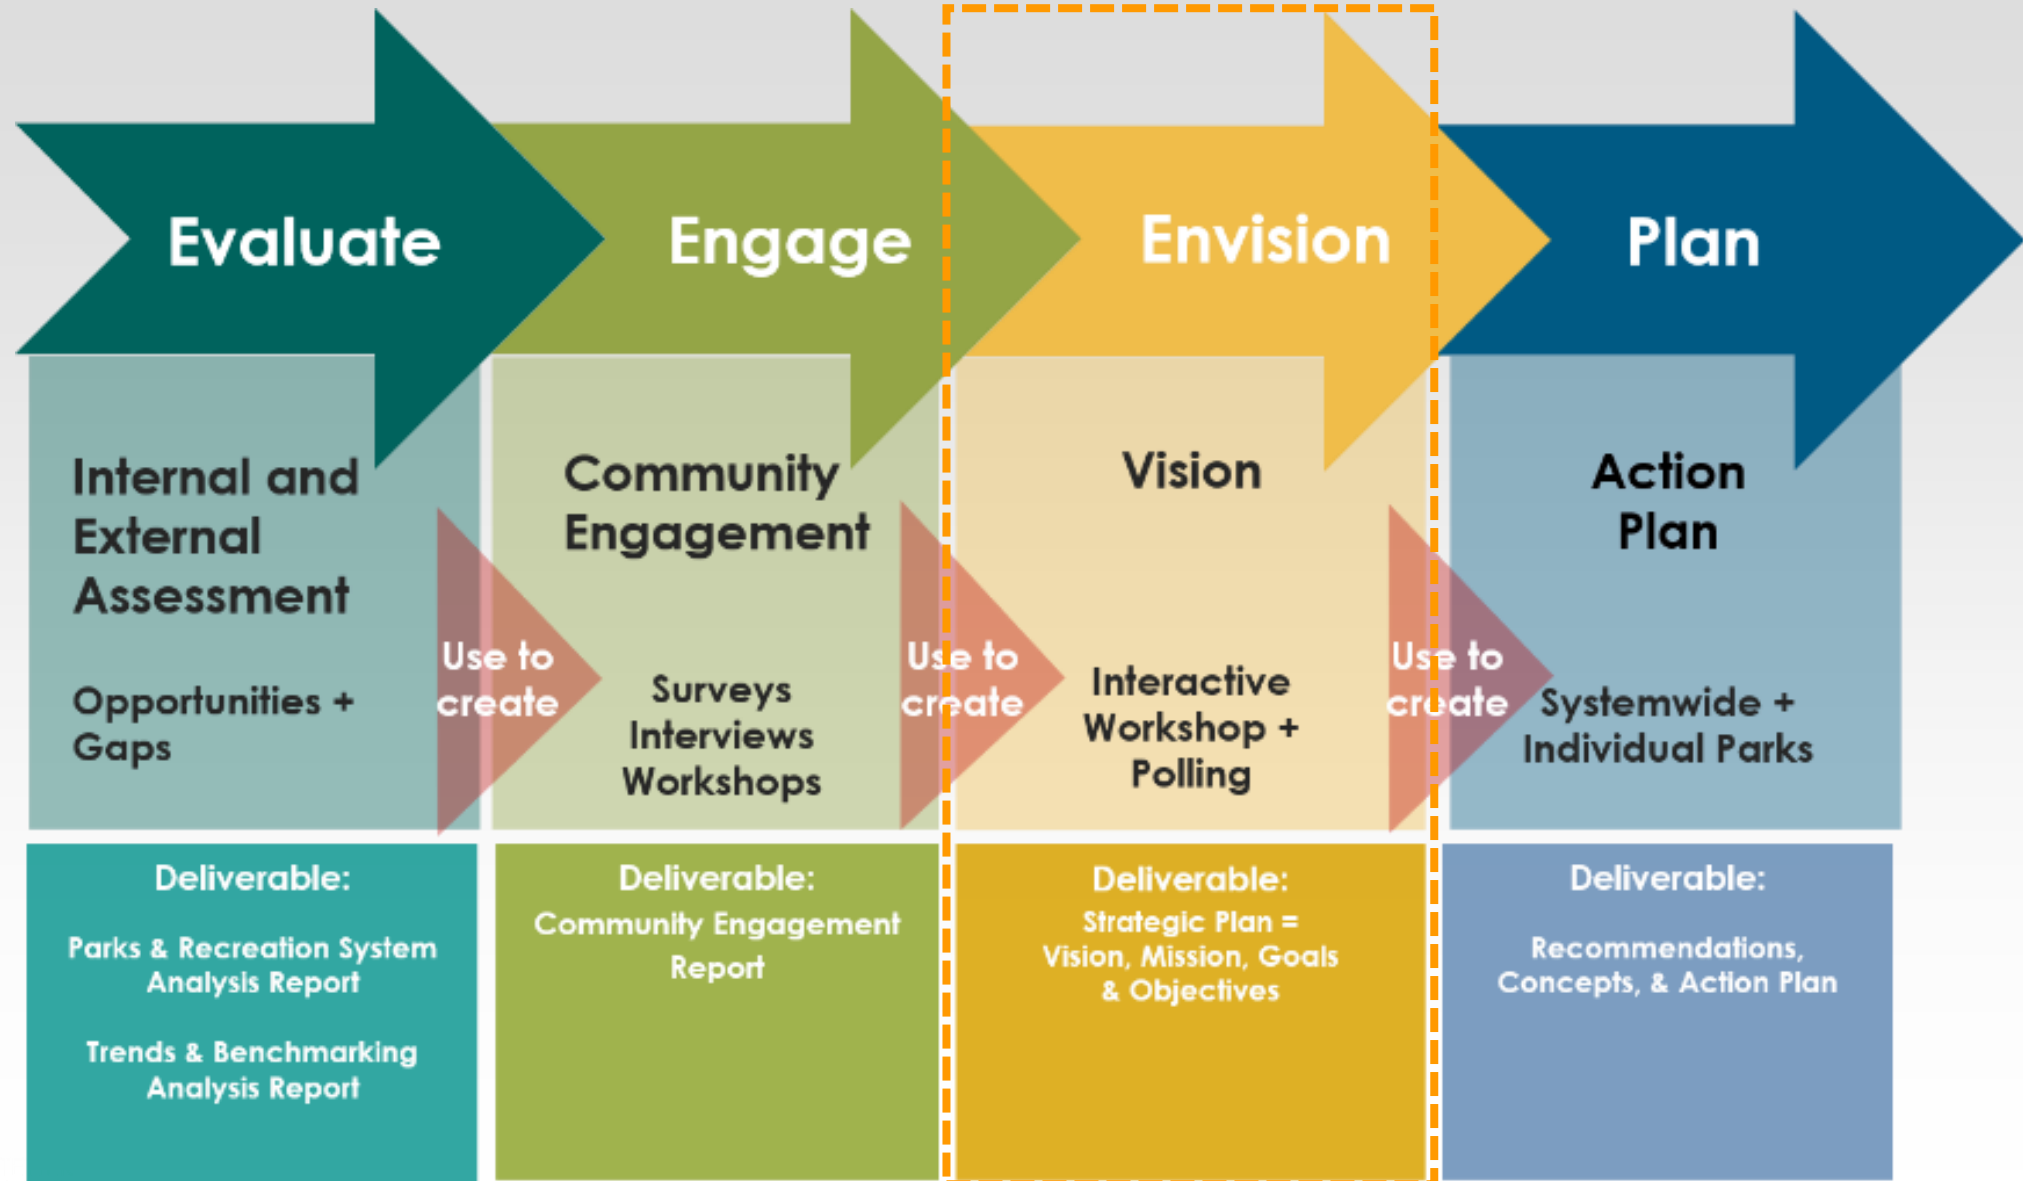 Evaluate
Engage
Envision
Plan
Internal and
External
Assessment
Opportunities +
Gaps
Use to
create
Community
Engagement
Surveys
Interviews
Workshops
Use to
create
Vision
Interactive
Workshop +
Polling
Use to
create
Action
Plan
Systemwide +
Individual Parks
Deliverable:
Parks & Recreation System
Analysis Report
Trends & Benchmarking
Analysis Report
Deliverable:
Community Engagement
Report
Deliverable:
Strategic Plan =
Vision, Mission, Goals
& Objectives
Deliverable:
Recommendations,
Concepts, & Action Plan